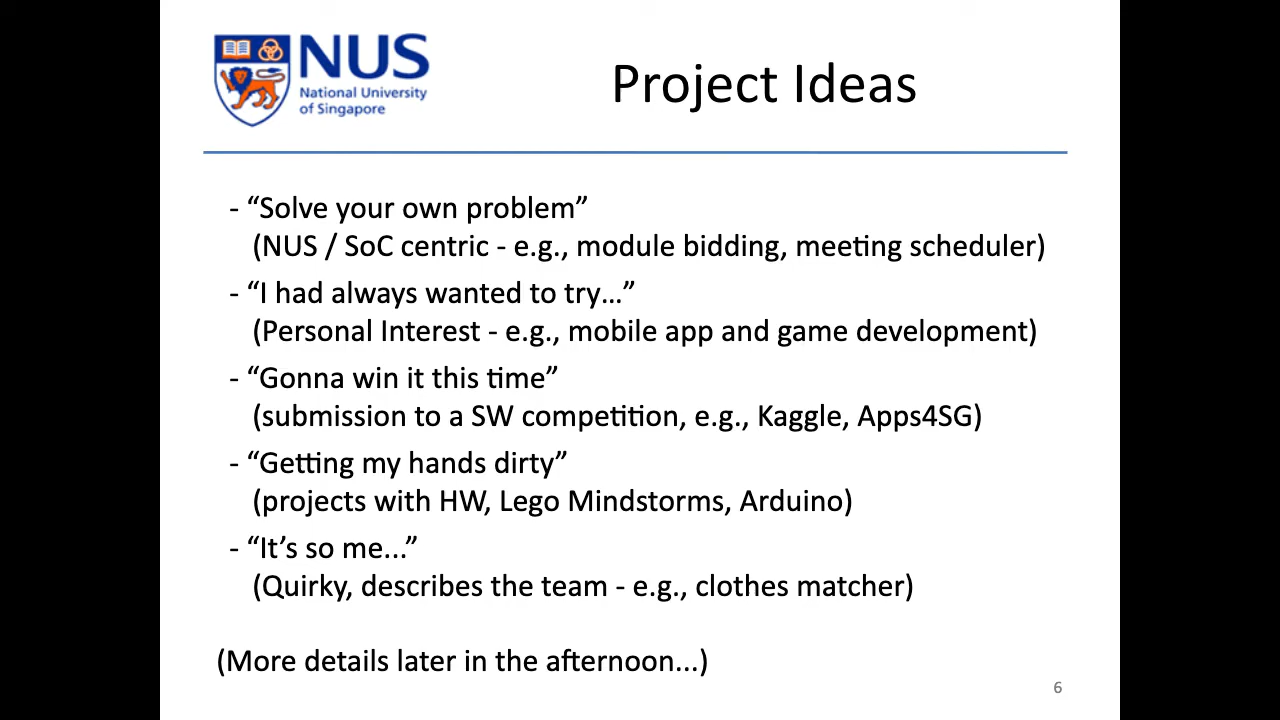 NUS
National University
of Singapore
Project Ideas
- “Solve your own problem”
(NUS / SoC centric - e.g., module bidding, meeting scheduler)
- “I had always wanted to try…”
(Personal Interest - e.g., mobile app and game development)
- “Gonna win it this time”
(submission to a SW competition, e.g., Kaggle, Apps4SG)
- “Getting my hands dirty”
(projects with HW, Lego Mindstorms, Arduino)
- “It’s so me...”
(Quirky, describes the team - e.g., clothes matcher)
(More details later in the afternoon...)
6